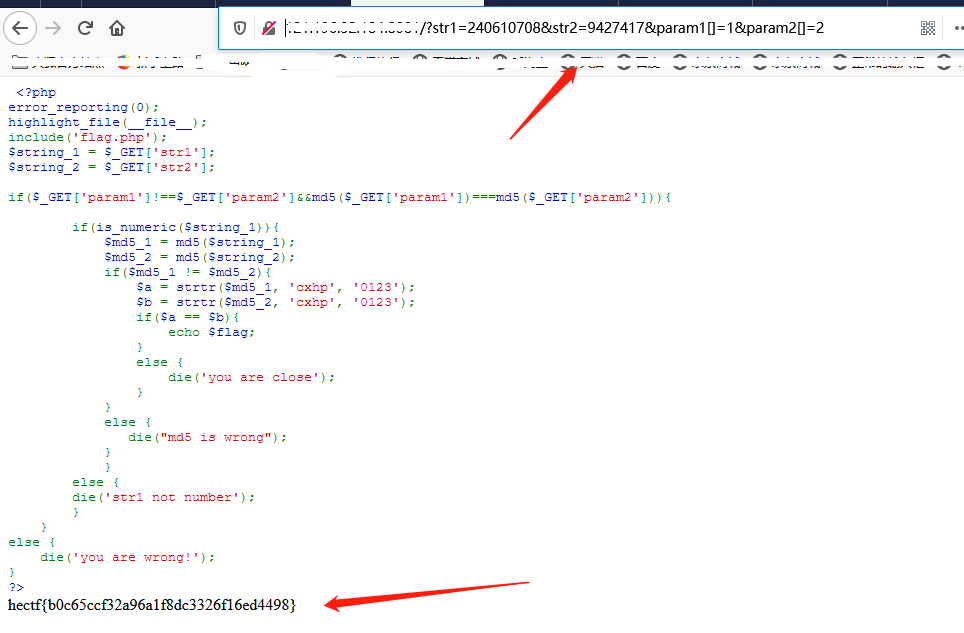 /?str1=240610708&str2=9427417&param1[]=1&param2[]=2
<?php
error_reporting(0);
highlight_file(__file__);
include('flag.php');
$string_1 = $_GET['str1'];
$string_2 = $_GET['str2'];
if($_GET['param1']!==$_GET['param2']&&md5($_GET['param1'])===md5($_GET['param2'])){
if(is_numeric($string_1)){
$md5_1 = md5($string_1);
$md5_2 = md5($string_2);
if($md5_1 != $md5_2){
$a = strtr($md5_1, 'cxhp', '0123');
$b = strtr($md5_2, 'cxhp', '0123');
if($a == $b){
echo $flag;
}
else {
die('you are close');
}
}
else {
die("md5 is wrong");
}
}
else {
die('str1 not number');
}
}
else {
die('you are wrong!');
}
?>
hectf{b0c65ccf32a96a1f8dc3326f16ed4498}